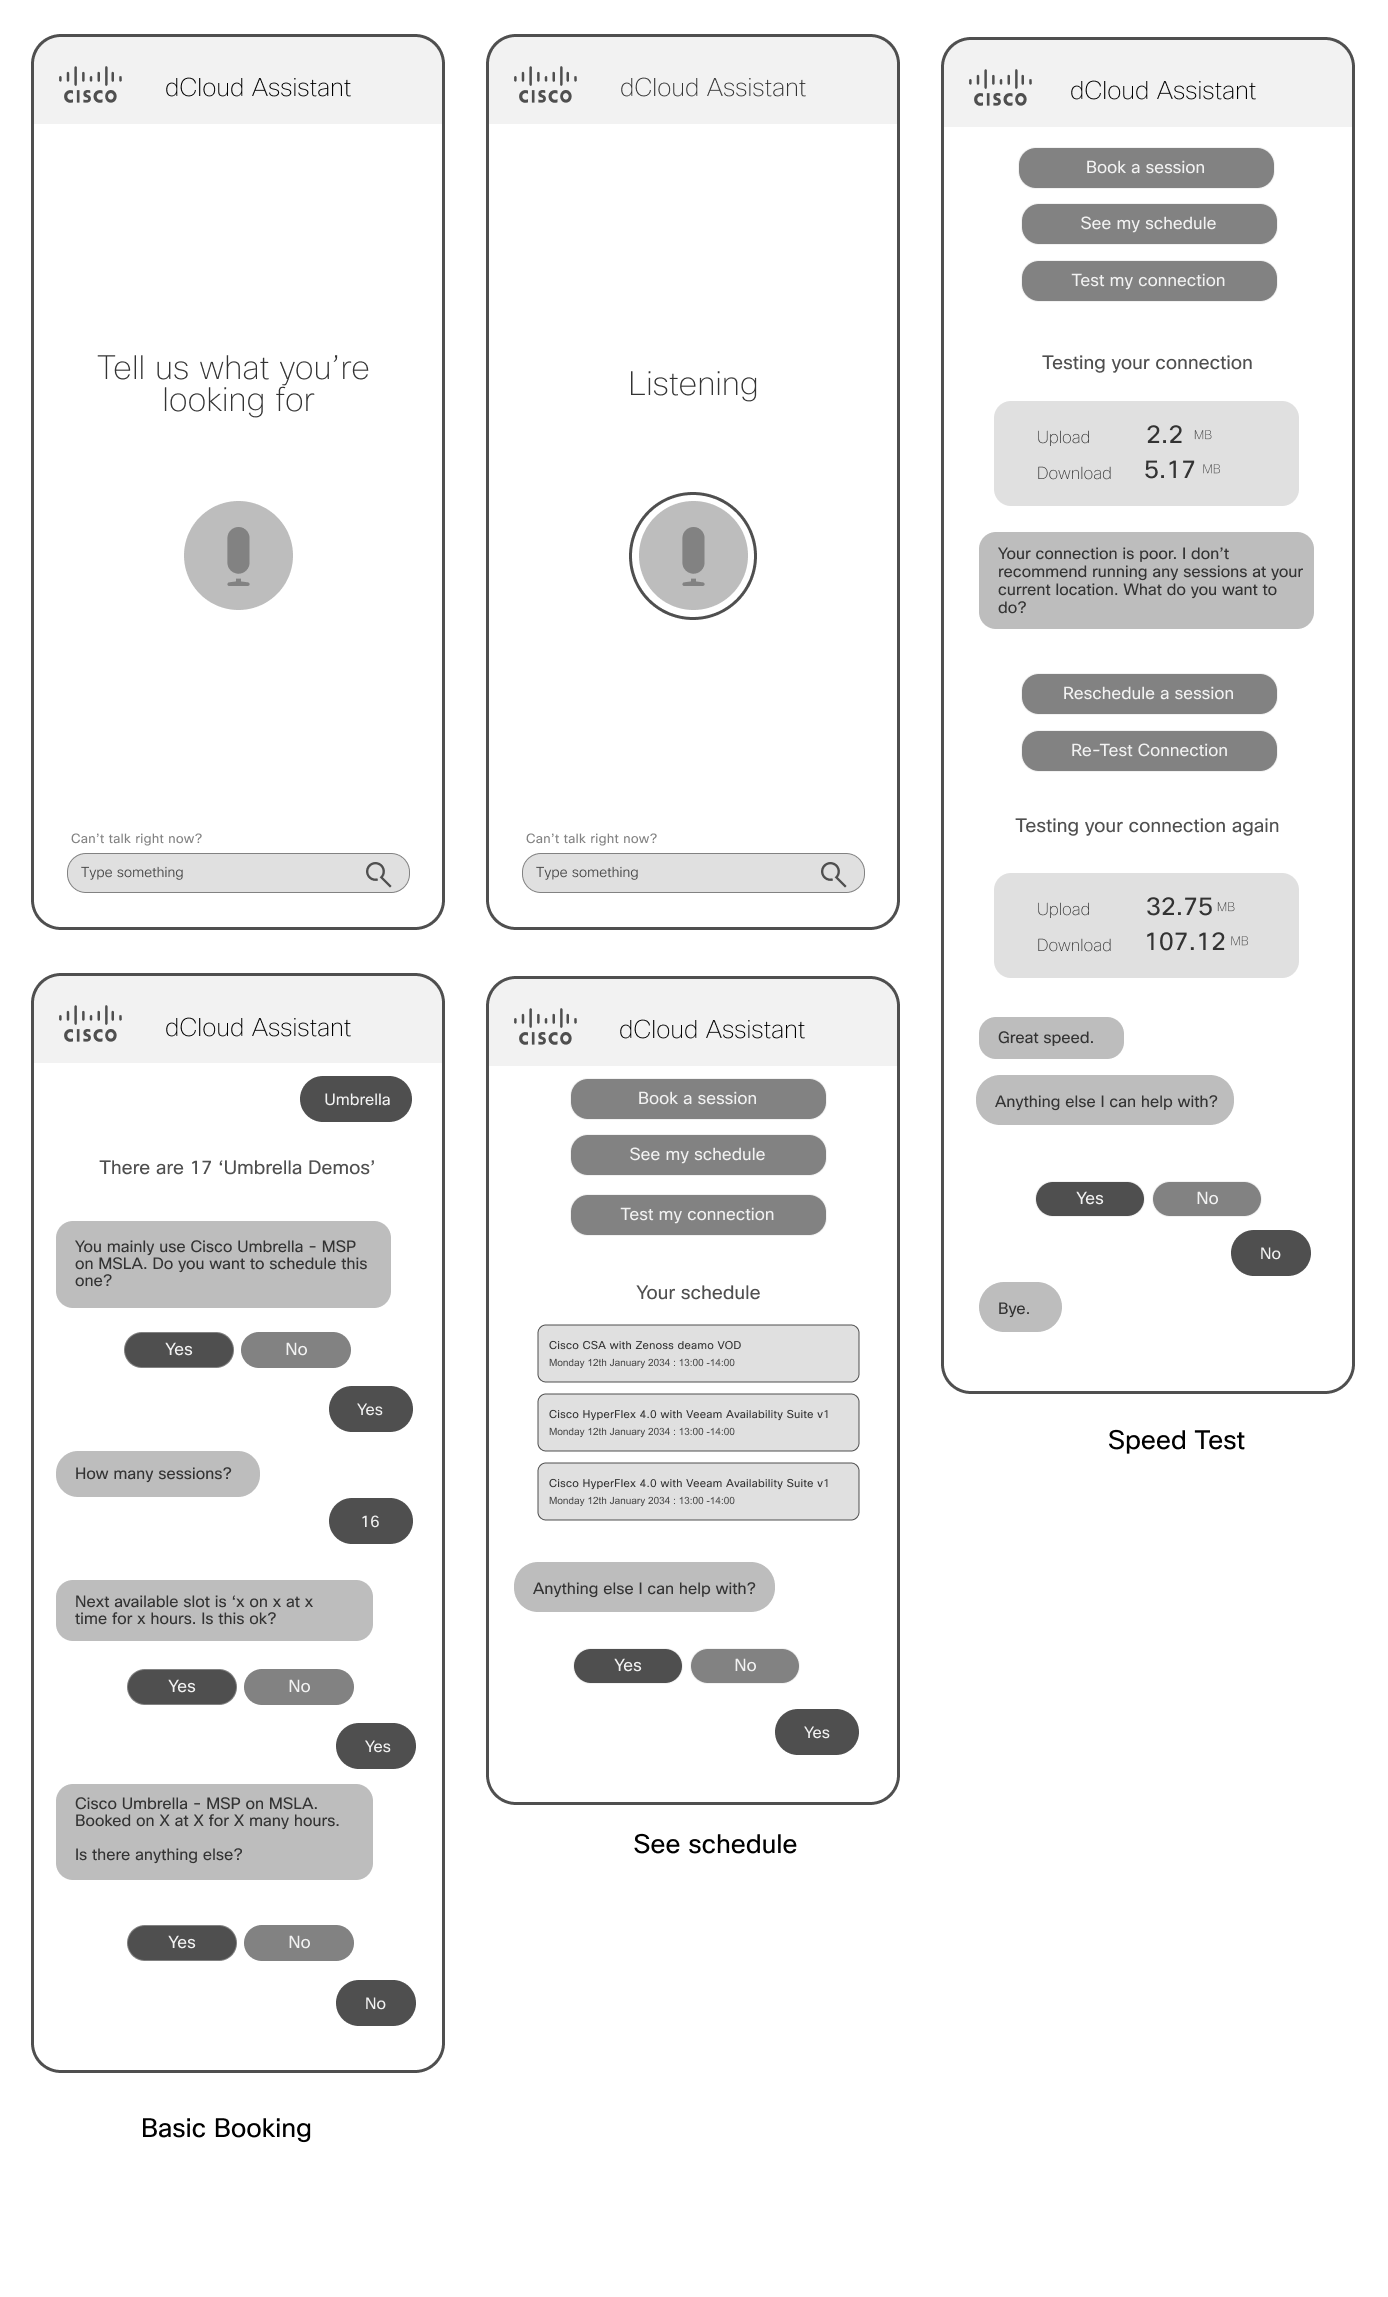 CISCO
dCloud Assistant
Tell us what you're
looking for
Can't talk right now?
Type something
CISCO
dCloud Assistant
Listening
Can't talk right now?
Type something
CISCO
dCloud Assistant
Book a session
See my schedule
Test my connection
Testing your connection
Upload 2.2 MB
Download 5.17 MB
Your connection is poor. I don't
recommend running any sessions at your
current location. What do you want to
do?
Reschedule a session
Re-Test Connection
Testing your connection again
Upload 32.75 MB
Download 107.12 MB
Great speed.
Anything else I can help with?
Yes No
No
Bye.
Speed Test
CISCO
dCloud Assistant
Umbrella
There are 17 ‘Umbrella Demos’
You mainly use Cisco Umbrella - MSP
on MSLA. Do you want to schedule this
one?
Yes No
Yes
How many sessions?
16
Next available slot is ‘x on x at x
time for x hours. Is this ok?
Yes No
Yes
Cisco Umbrella - MSP on MSLA.
Booked on X at X for X many hours.
Is there anything else?
Yes No
No
Basic Booking
CISCO
dCloud Assistant
Book a session
See my schedule
Test my connection
Your schedule
Cisco CSA with Zenoss deamo VOD
Monday 12th January 2034 : 13:00 -14:00
Cisco HyperFlex 4.0 with Veeam Availability Suite v1
Monday 12th January 2034 : 13:00 -14:00
Cisco HyperFlex 4.0 with Veeam Availability Suite v1
Monday 12th January 2034 : 13:00 -14:00
Anything else I can help with?
Yes No
Yes
See schedule